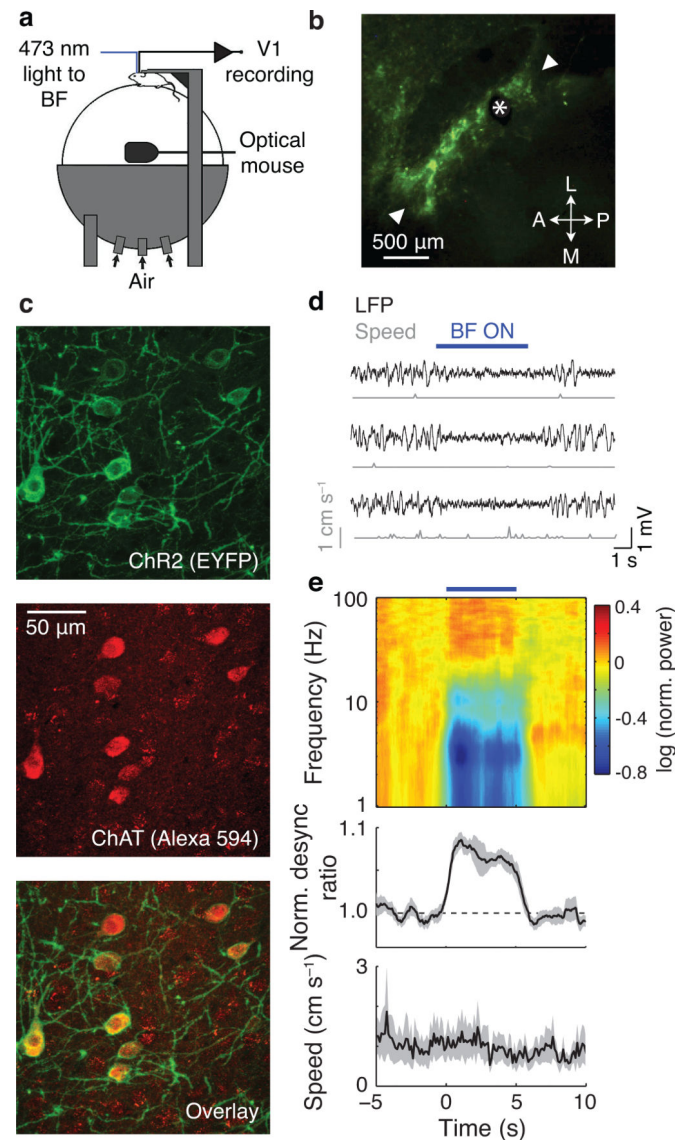 a
473 nm
light to
BF
V1
recording
Optical
mouse
Air
b
*
L
A
P
M
500 µm
c
ChR2 (EYFP)
50 µm
ChAT (Alexa 594)
Overlay
d
LFP
Speed
BF ON
1 cm s⁻¹
1 s
1 mV
e
Frequency (Hz)
100
10
1
0.4
0
-0.4
-0.8
log (norm. power)
Norm. desync
ratio
1.1
1.0
Speed (cm s⁻¹)
3
0
-5
0
5
10
Time (s)